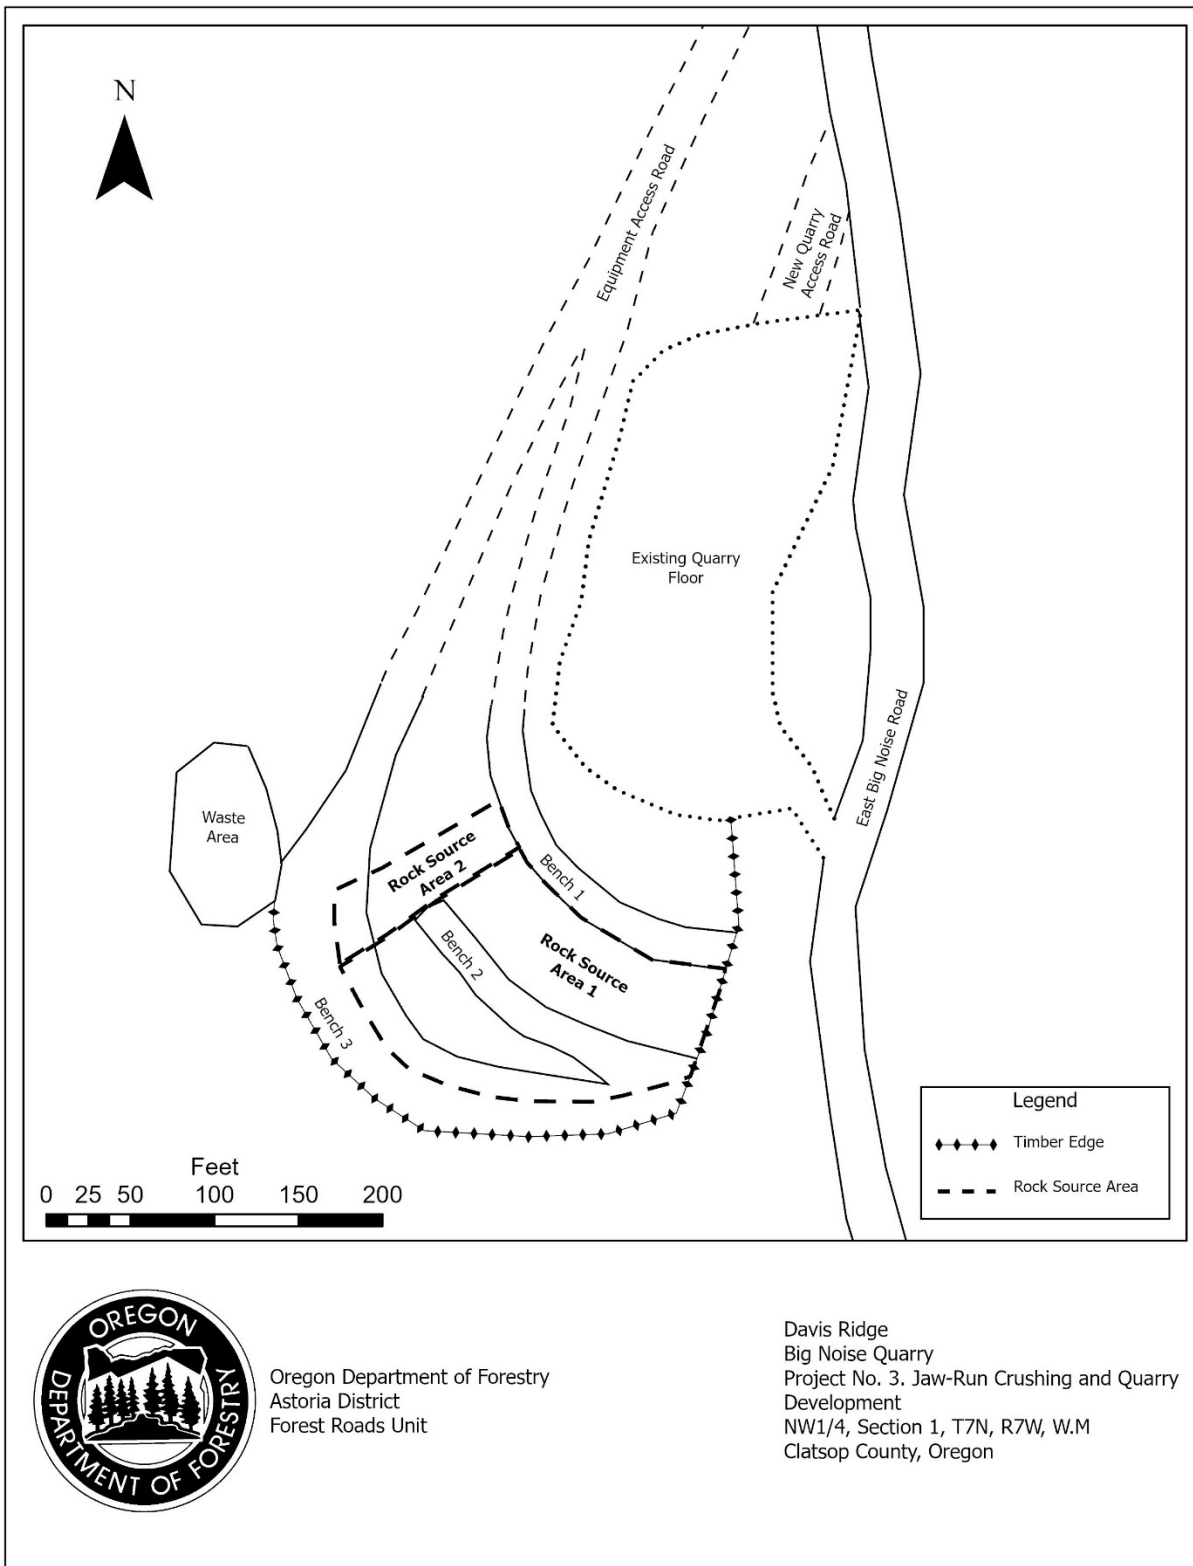 N
Equipment Access Road
New Quarry
Access Road
Existing Quarry
Floor
East Big Noise Road
Waste
Area
Rock Source
Area 2
Bench 1
Bench 2
Rock Source
Area 1
Bench 3
Legend
Timber Edge
Rock Source Area
Feet
0 25 50 100 150 200
OREGON
DEPARTMENT OF FORESTRY
Oregon Department of Forestry
Astoria District
Forest Roads Unit
Davis Ridge
Big Noise Quarry
Project No. 3. Jaw-Run Crushing and Quarry
Development
NW1/4, Section 1, T7N, R7W, W.M
Clatsop County, Oregon